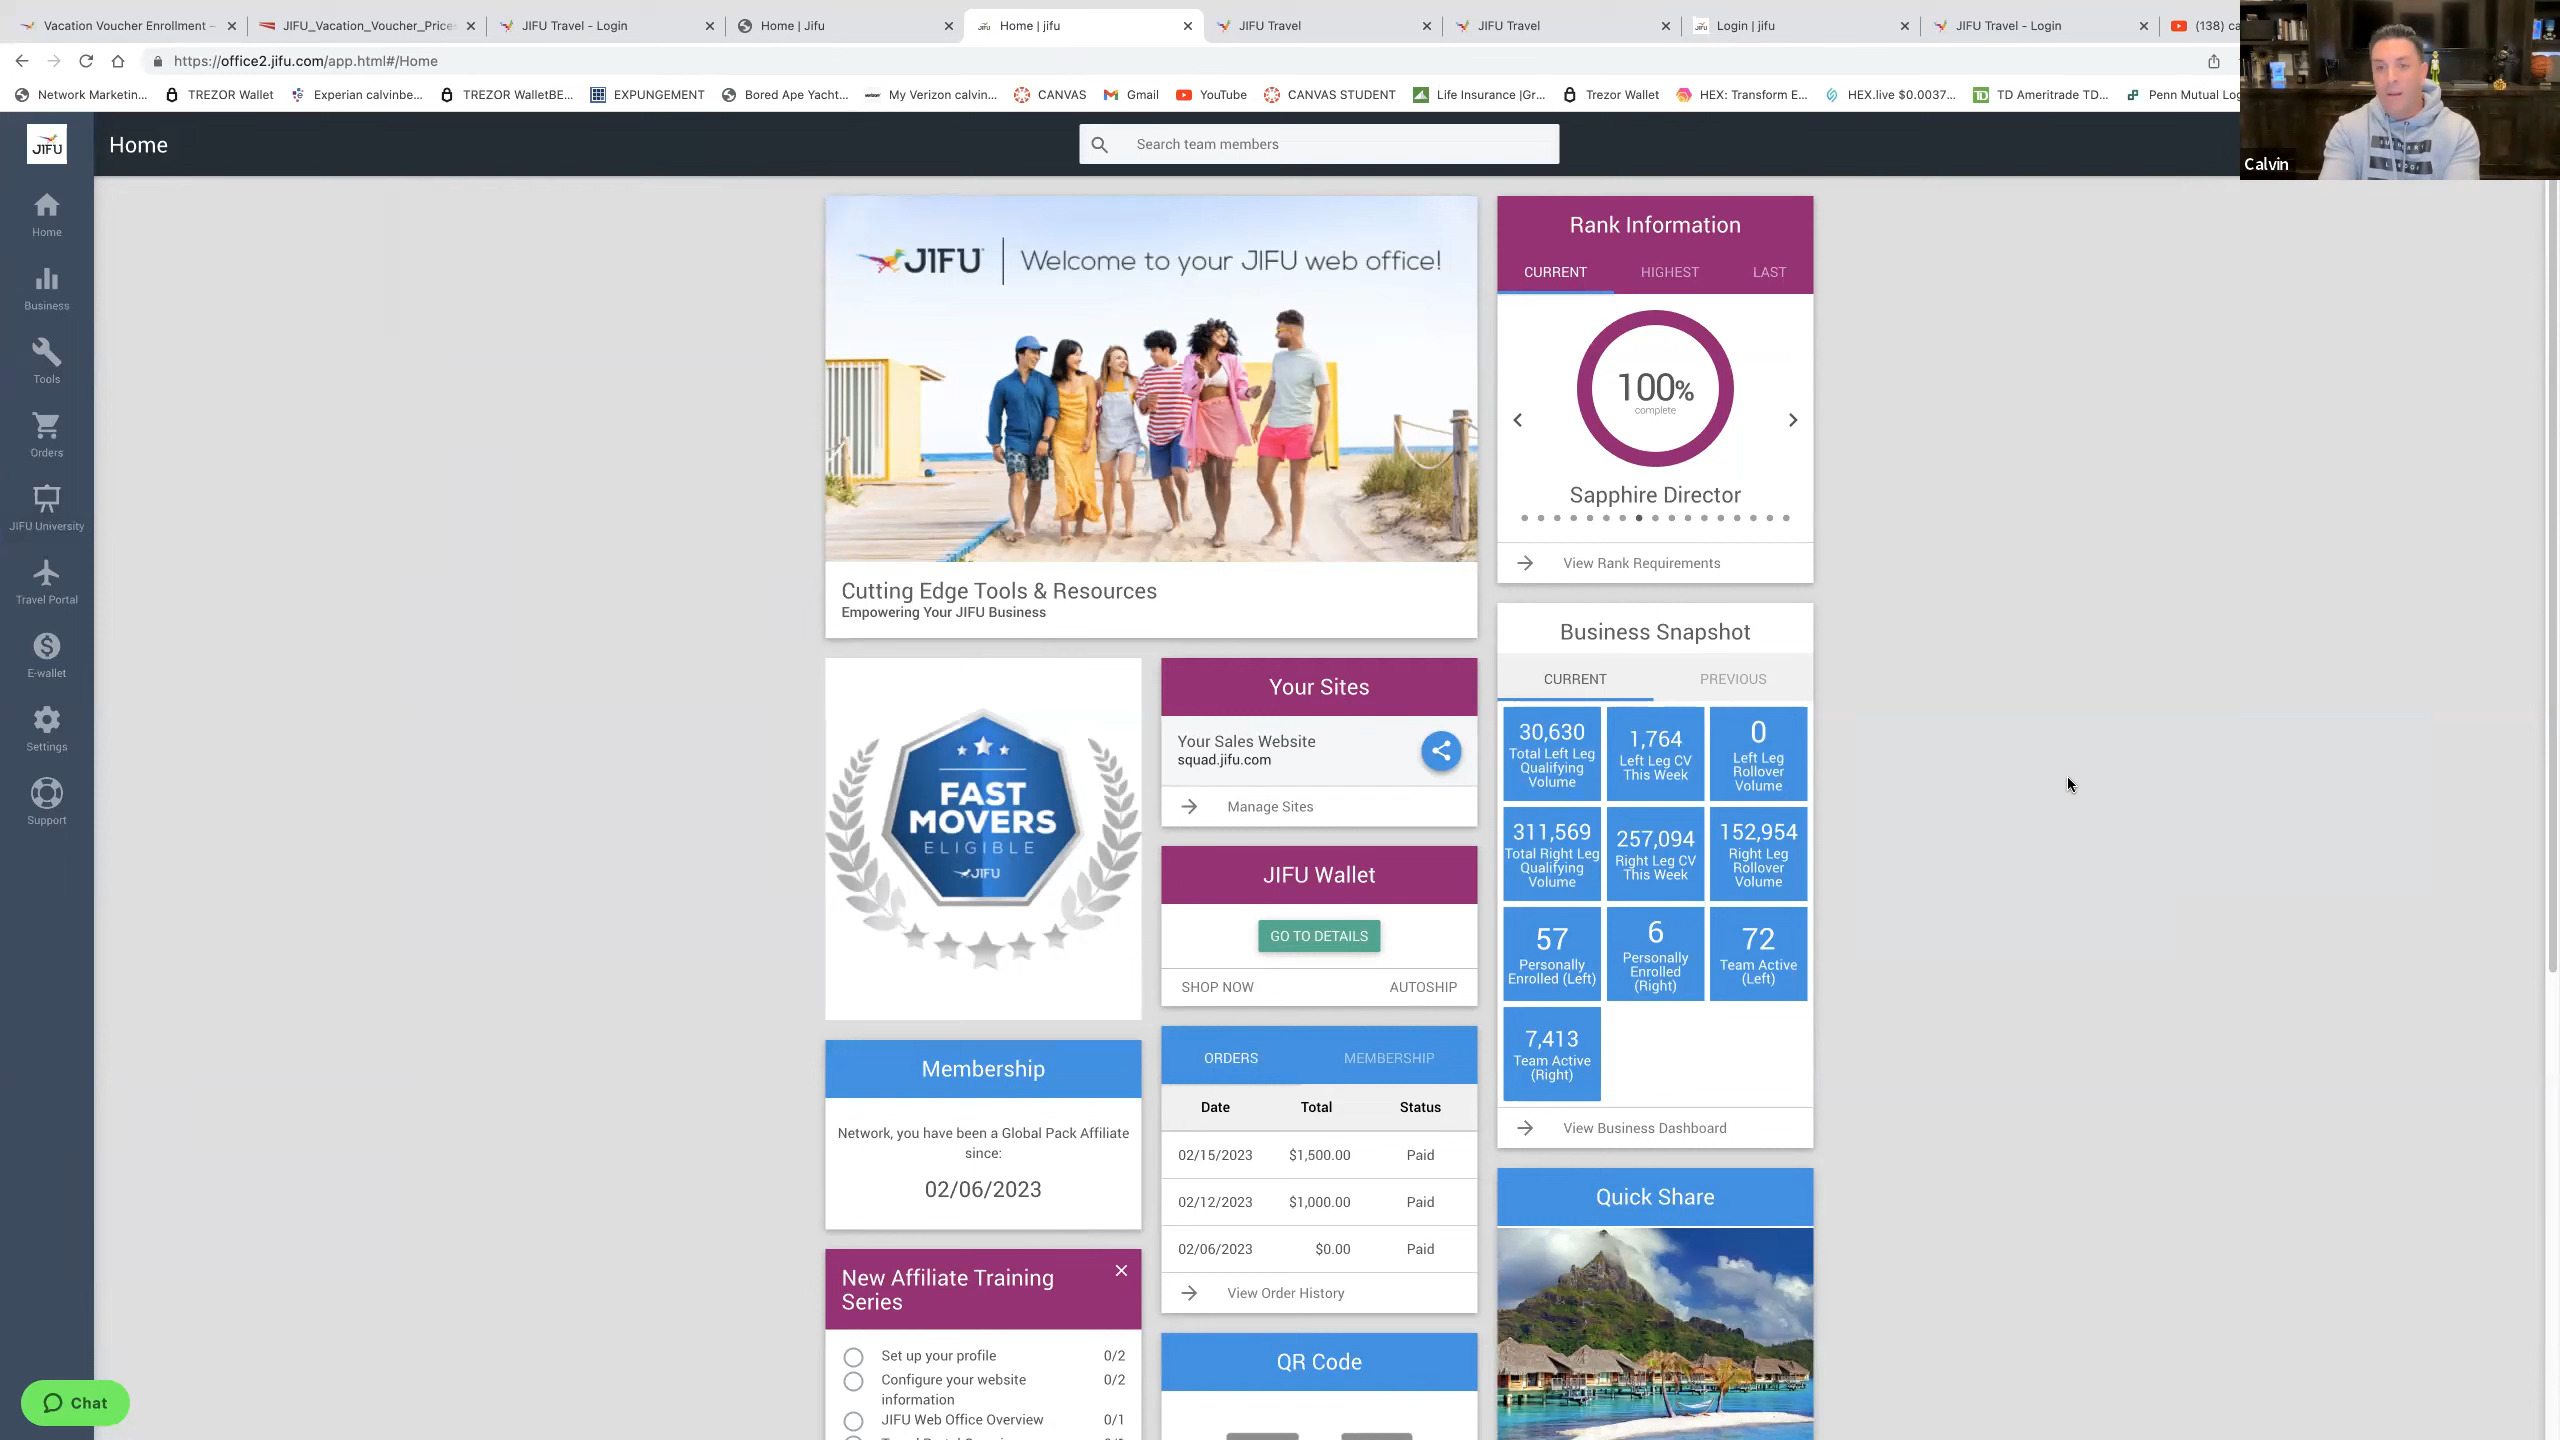 Vacation Voucher Enrollment -
JIFU_Vacation_Voucher_Price
JIFU Travel - Login
Home | Jifu
Home | jifu
JIFU Travel
JIFU Travel
Login | jifu
JIFU Travel - Login
(138) ca
https://office2.jifu.com/app.html#/Home
Network Marketin...
TREZOR Wallet
Experian calvinbe...
TREZOR WalletBE...
EXPUNGEMENT
Bored Ape Yacht...
My Verizon calvin...
CANVAS
Gmail
YouTube
CANVAS STUDENT
Life Insurance |Gr...
Trezor Wallet
HEX: Transform E...
HEX.live $0.0037...
TD Ameritrade TD...
Penn Mutual Log
Calvin
JIFU
Home
Search team members
Home
Business
Tools
Orders
JIFU University
Travel Portal
E-wallet
Settings
Support
Chat
JIFU | Welcome to your JIFU web office!
Cutting Edge Tools & Resources
Empowering Your JIFU Business
FAST
MOVERS
ELIGIBLE
JIFU
Membership
Network, you have been a Global Pack Affiliate
since:
02/06/2023
New Affiliate Training
Series
Set up your profile 0/2
Configure your website 0/2
information
JIFU Web Office Overview 0/1
Your Sites
Your Sales Website
squad.jifu.com
Manage Sites
JIFU Wallet
GO TO DETAILS
SHOP NOW AUTOSHIP
ORDERS MEMBERSHIP
Date Total Status
02/15/2023 $1,500.00 Paid
02/12/2023 $1,000.00 Paid
02/06/2023 $0.00 Paid
View Order History
QR Code
Rank Information
CURRENT HIGHEST LAST
100%
complete
Sapphire Director
View Rank Requirements
Business Snapshot
CURRENT PREVIOUS
30,630
Total Left Leg
Qualifying
Volume
1,764
Left Leg CV
This Week
0
Left Leg
Rollover
Volume
311,569
Total Right Leg
Qualifying
Volume
257,094
Right Leg CV
This Week
152,954
Right Leg
Rollover
Volume
57
Personally
Enrolled (Left)
6
Personally
Enrolled
(Right)
72
Team Active
(Left)
7,413
Team Active
(Right)
View Business Dashboard
Quick Share